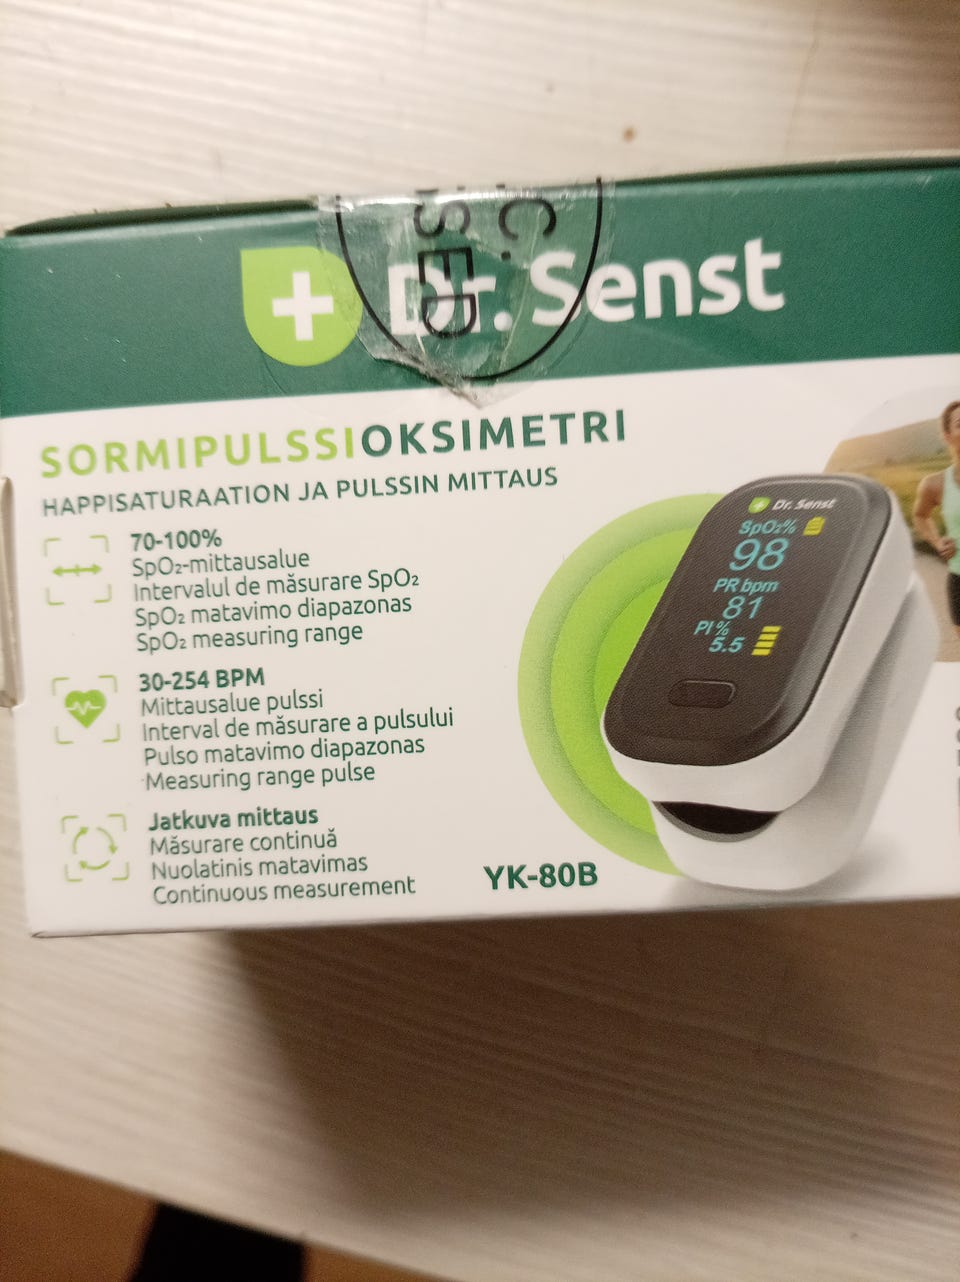 C.
SED
Dr. Senst
SORMIPULSSIOKSIMETRI
HAPPISATURAATION JA PULSSIN MITTAUS
70-100%
SpO₂-mittausalue
Intervalul de măsurare SpO₂
SpO₂ matavimo diapazonas
SpO₂ measuring range
30-254 BPM
Mittausalue pulssi
Interval de măsurare a pulsului
Pulso matavimo diapazonas
Measuring range pulse
Jatkuva mittaus
Măsurare continuă
Nuolatinis matavimas
Continuous measurement
YK-80B
Dr. Senst
SpO₂%
98
PR bpm
81
PI%
5.5